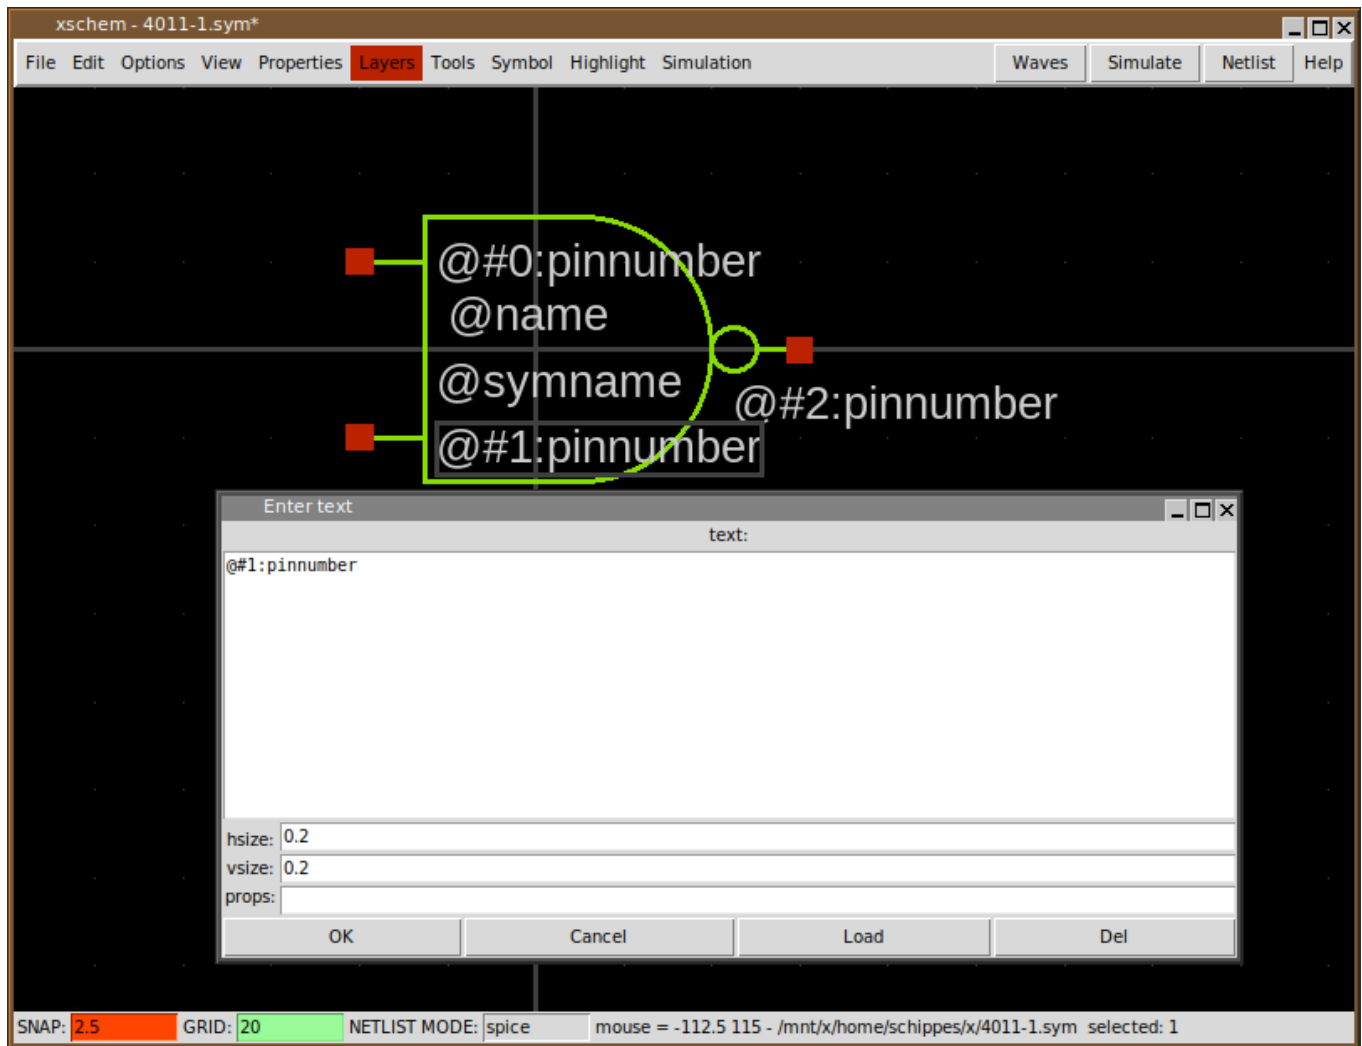 xschem - 4011-1.sym*
File Edit Options View Properties Layers Tools Symbol Highlight Simulation Waves Simulate Netlist Help
@#0:pinnumber
@name
@symname
@#2:pinnumber
@#1:pinnumber
Enter text
text:
@#1:pinnumber
hsize: 0.2
vsize: 0.2
props:
OK Cancel Load Del
SNAP: 2.5 GRID: 20 NETLIST MODE: spice mouse = -112.5 115 - /mnt/x/home/schippes/x/4011-1.sym selected: 1